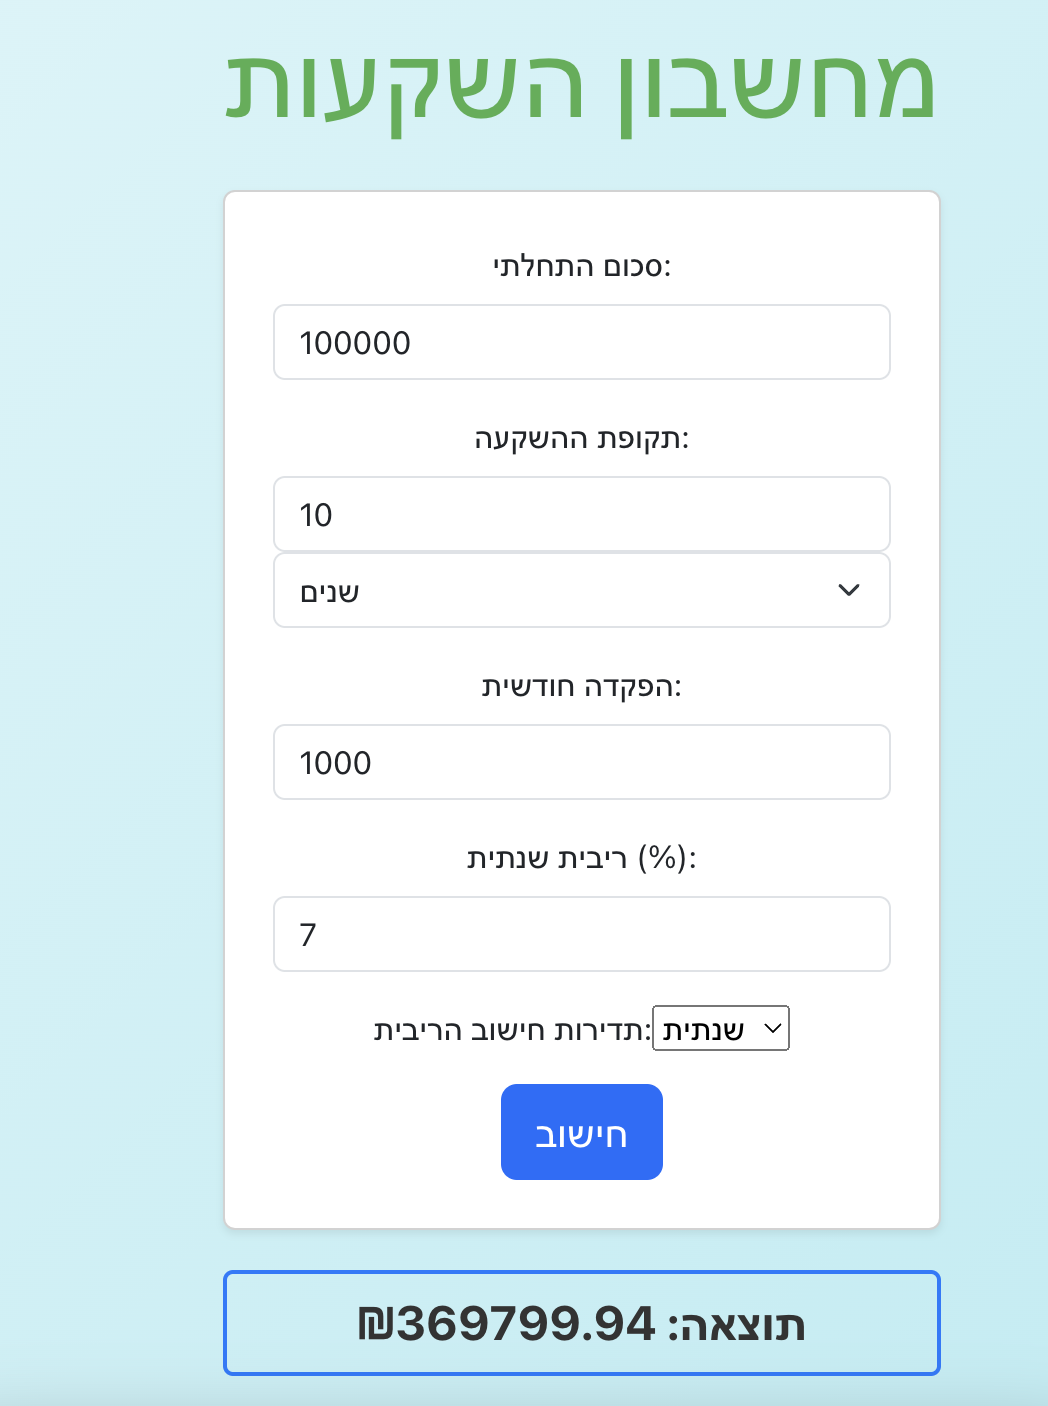 מחשבון השקעות
סכום התחלתי:
100000
תקופת ההשקעה:
10
שנים
הפקדה חודשית:
1000
ריבית שנתית (%):
7
תדירות חישוב הריבית: שנתית
חישוב
תוצאה: 369799.94₪